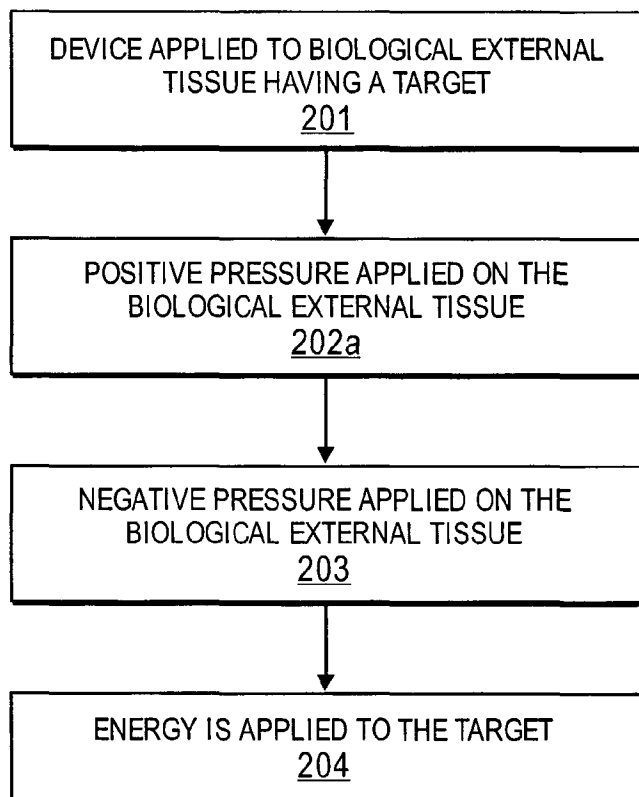 DEVICE APPLIED TO BIOLOGICAL EXTERNAL
TISSUE HAVING A TARGET
201
POSITIVE PRESSURE APPLIED ON THE
BIOLOGICAL EXTERNAL TISSUE
202a
NEGATIVE PRESSURE APPLIED ON THE
BIOLOGICAL EXTERNAL TISSUE
203
ENERGY IS APPLIED TO THE TARGET
204